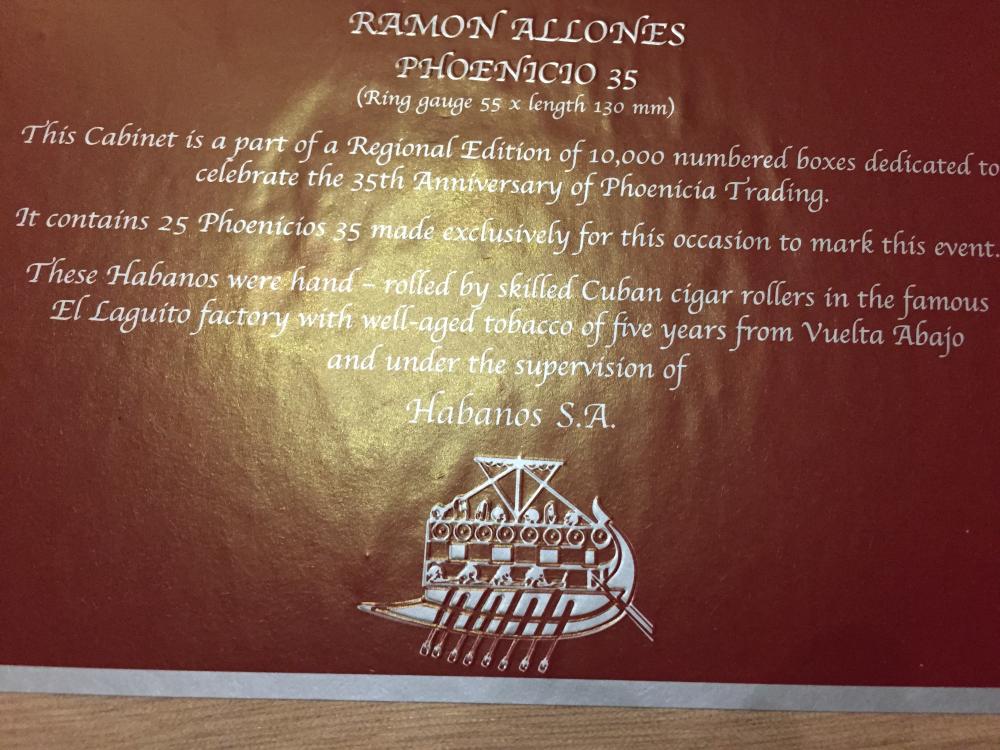 RAMON ALLONES
PHOENICIO 35
(Ring gauge 55 x length 130 mm)
This Cabinet is a part of a Regional Edition of 10,000 numbered boxes dedicated to
celebrate the 35th Anniversary of Phoenicia Trading.
It contains 25 Phoenicios 35 made exclusively for this occasion to mark this event.
These Habanos were hand – rolled by skilled Cuban cigar rollers in the famous
El Laguito factory with well-aged tobacco of five years from Vuelta Abajo
and under the supervision of
Habanos S.A.